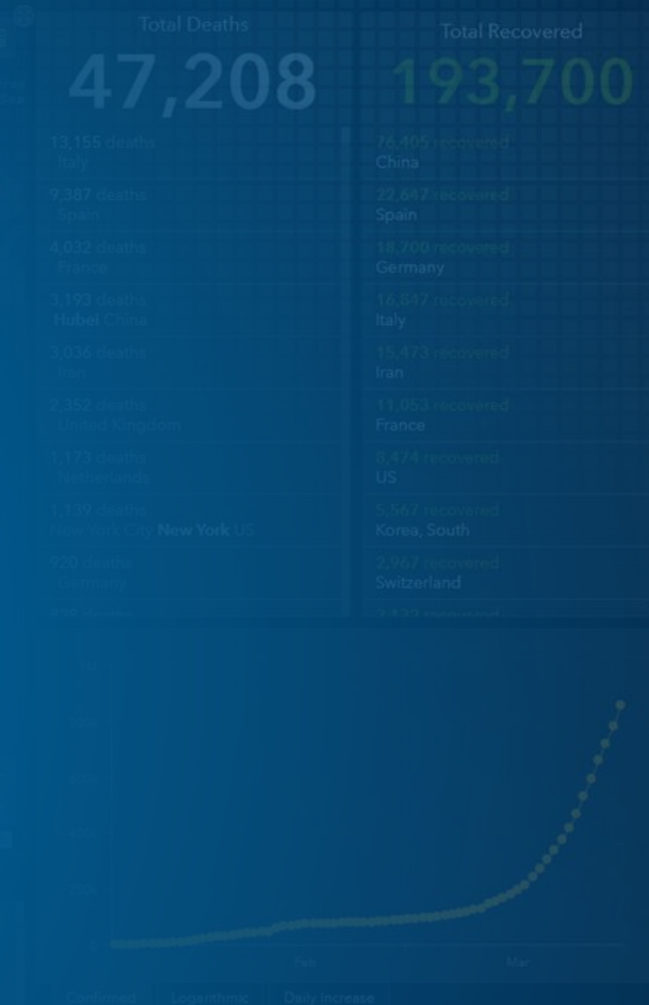 Total Deaths
47,208
13,155 deaths
Italy
9,387 deaths
Spain
4,032 deaths
France
3,193 deaths
Hubei China
3,036 deaths
Iran
2,352 deaths
United Kingdom
1,173 deaths
Netherlands
1,139 deaths
New York City New York US
920 deaths
Germany
deaths
Total Recovered
193,700
76,405 recovered
China
22,647 recovered
Spain
18,700 recovered
Germany
16,847 recovered
Italy
15,473 recovered
Iran
11,053 recovered
France
8,474 recovered
US
5,567 recovered
Korea, South
2,967 recovered
Switzerland
recovered
Feb
Mar
Confirmed
Logarithmic
Daily Increase